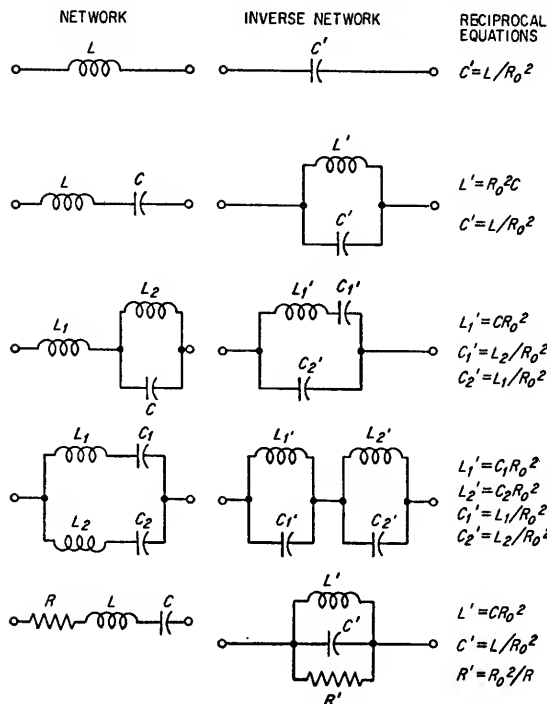 NETWORK INVERSE NETWORK RECIPROCAL EQUATIONS
L C' C'=L/R₀²
L C L' C' L'=R₀²C
C'=L/R₀²
L₁ L₂ C L₁' C₁' C₂' L₁'=CR₀²
C₁'=L₂/R₀²
C₂'=L₁/R₀²
L₁ C₁ L₂ C₂ L₁' C₁' L₂' C₂' L₁'=C₁R₀²
L₂'=C₂R₀²
C₁'=L₁/R₀²
C₂'=L₂/R₀²
R L C L' C' R' L'=CR₀²
C'=L/R₀²
R'=R₀²/R